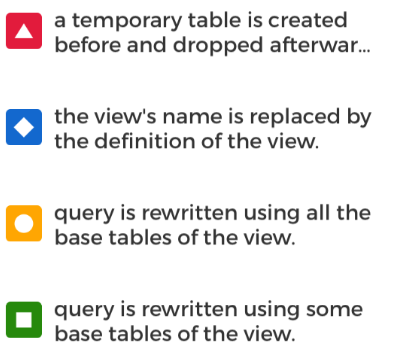 a temporary table is created
before and dropped afterwar...
the view's name is replaced by
the definition of the view.
query is rewritten using all the
base tables of the view.
query is rewritten using some
base tables of the view.